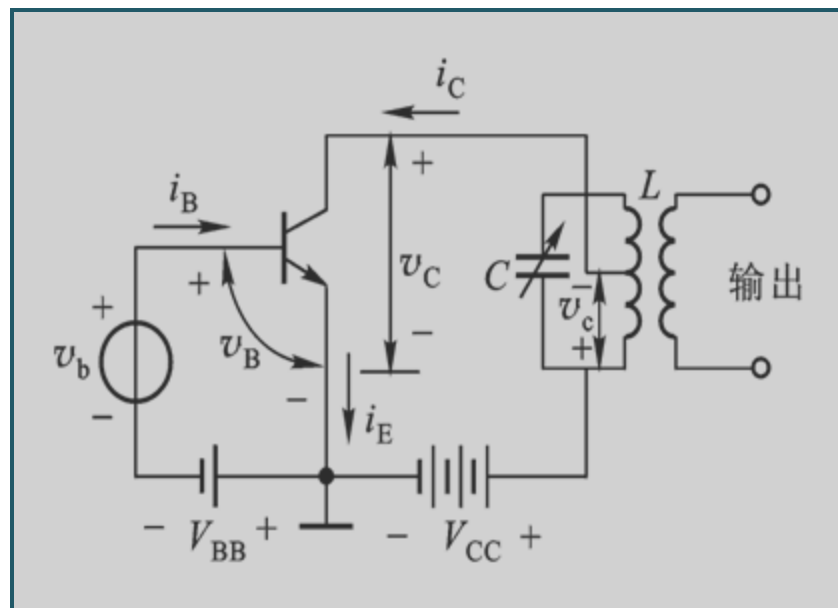 i_C
i_B
+
L
+
v_C
C
−
v_c
+
输出
+
v_b
−
v_B
−
−
i_E
− V_BB +
− V_CC +